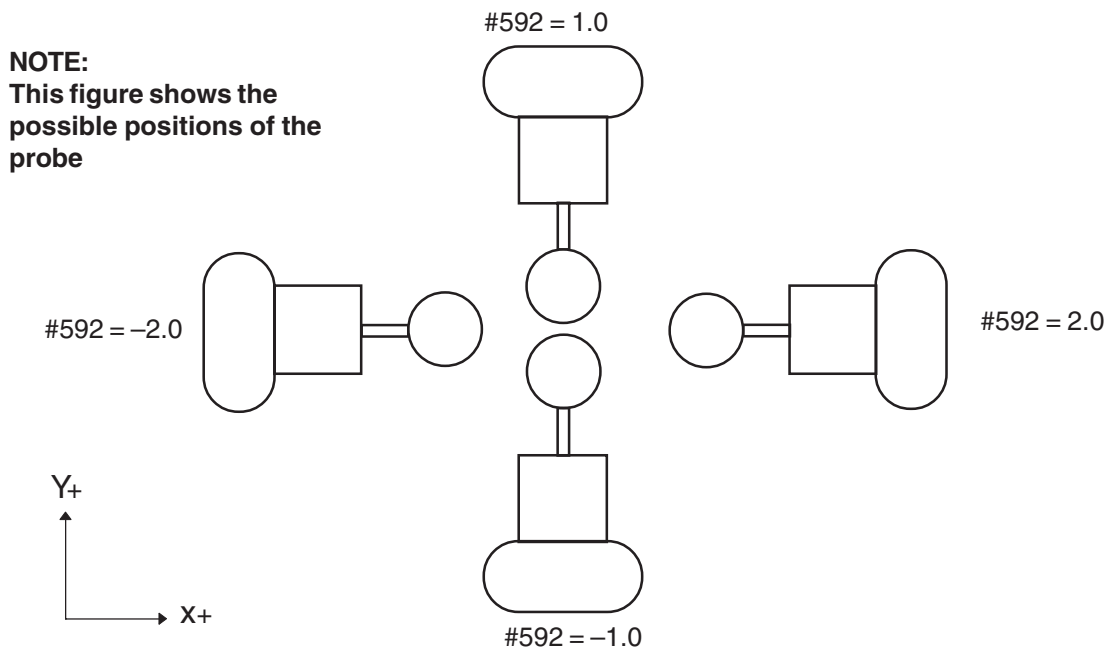 #592 = 1.0
NOTE:
This figure shows the
possible positions of the
probe
#592 = –2.0
#592 = 2.0
Y+
X+
#592 = –1.0